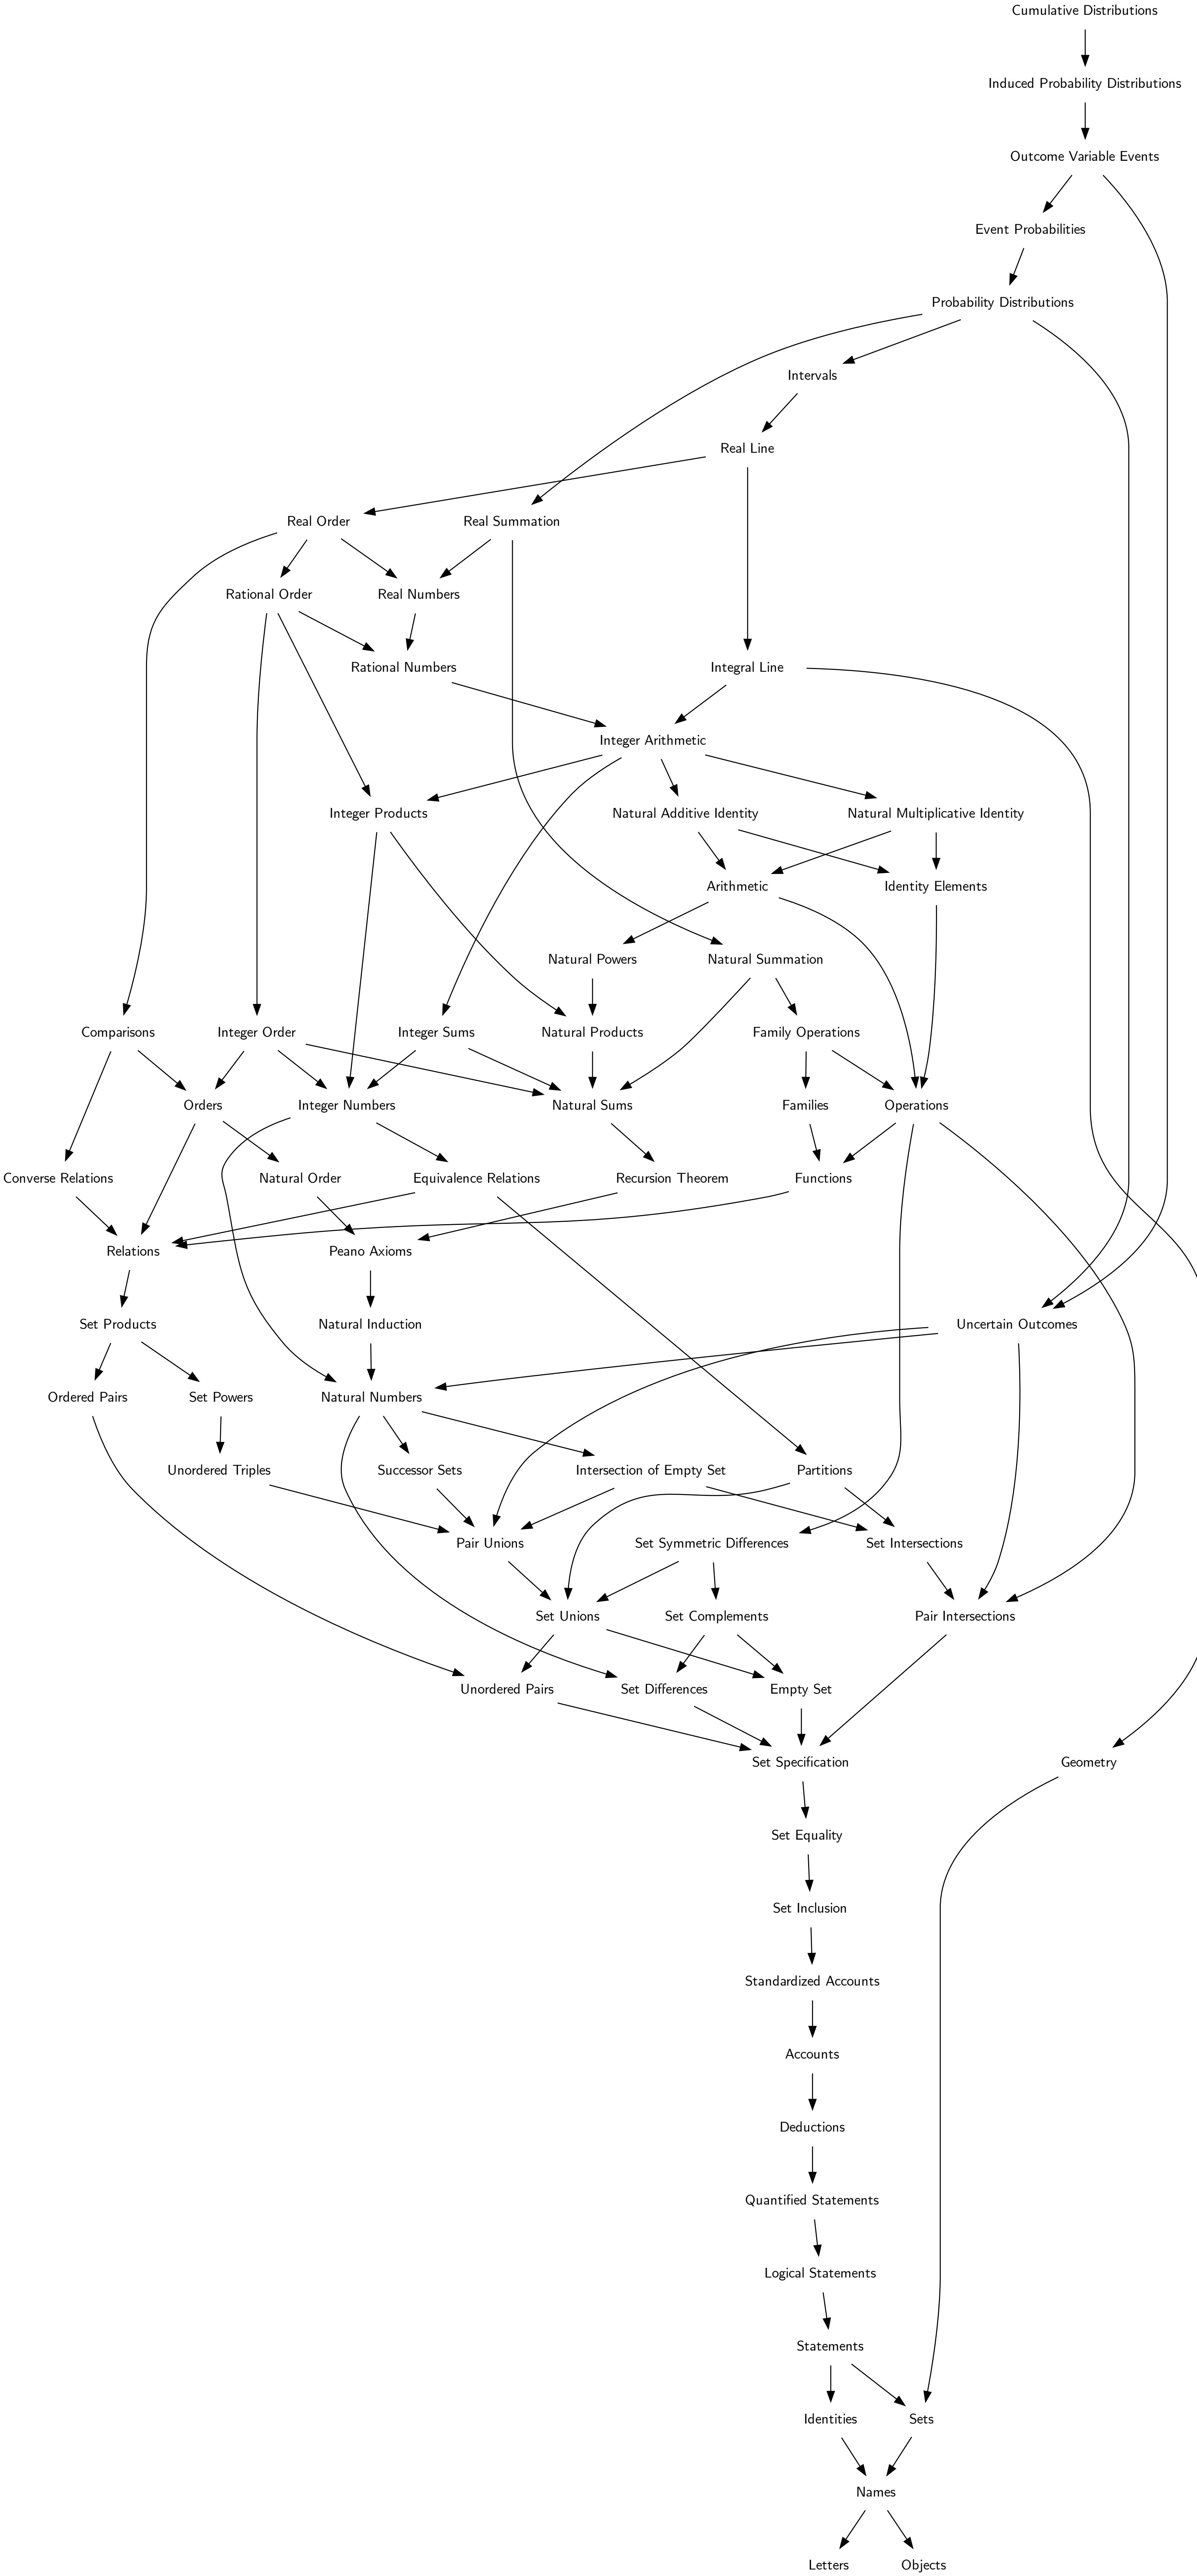 Cumulative Distributions
Induced Probability Distributions
Outcome Variable Events
Event Probabilities
Probability Distributions
Intervals
Real Line
Real Order
Real Summation
Rational Order
Real Numbers
Rational Numbers
Integral Line
Integer Arithmetic
Integer Products
Natural Additive Identity
Natural Multiplicative Identity
Arithmetic
Identity Elements
Natural Powers
Natural Summation
Comparisons
Integer Order
Integer Sums
Natural Products
Family Operations
Orders
Integer Numbers
Natural Sums
Families
Operations
Converse Relations
Natural Order
Equivalence Relations
Recursion Theorem
Functions
Relations
Peano Axioms
Set Products
Natural Induction
Uncertain Outcomes
Ordered Pairs
Set Powers
Natural Numbers
Unordered Triples
Successor Sets
Intersection of Empty Set
Partitions
Pair Unions
Set Symmetric Differences
Set Intersections
Set Unions
Set Complements
Pair Intersections
Unordered Pairs
Set Differences
Empty Set
Set Specification
Geometry
Set Equality
Set Inclusion
Standardized Accounts
Accounts
Deductions
Quantified Statements
Logical Statements
Statements
Identities
Sets
Names
Letters
Objects